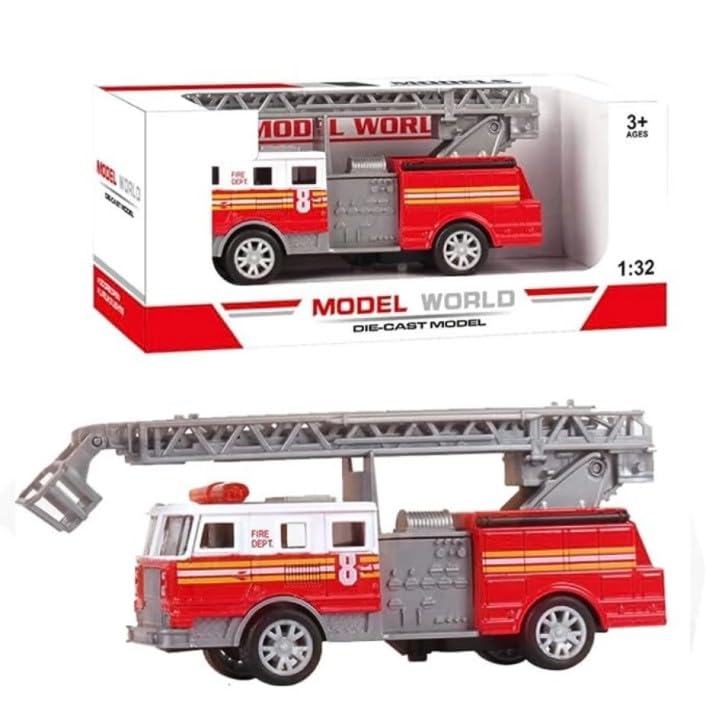 MODELS
MODEL WORL
3+
AGES
MODEL WORLD
DIE-CAST MODEL
FIRE
DEPT.
8
1:32
MODEL WORLD
DIE-CAST MODEL
FIRE
DEPT.
8